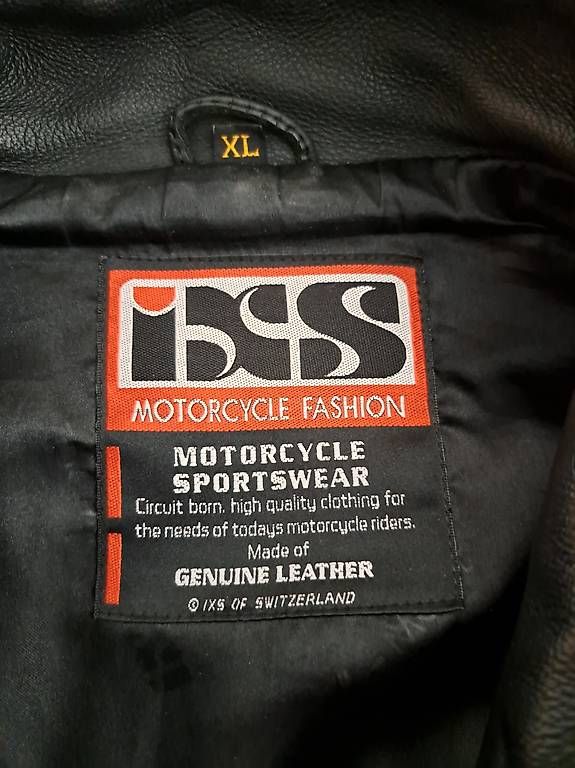 XL
iXS
MOTORCYCLE FASHION
MOTORCYCLE
SPORTSWEAR
Circuit born, high quality clothing for
the needs of todays motorcycle riders.
Made of
GENUINE LEATHER
© IXS OF SWITZERLAND